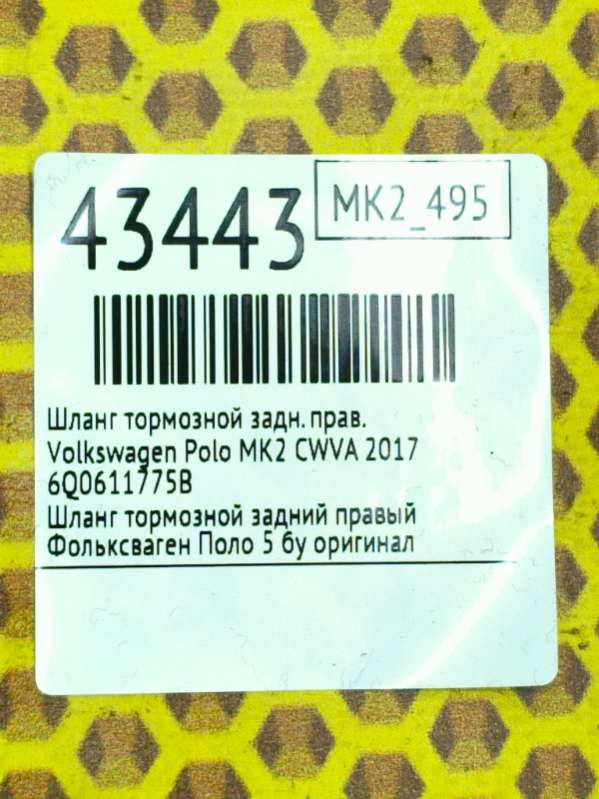 43443
MK2_495
Шланг тормозной задн. прав.
Volkswagen Polo MK2 CWVA 2017
6Q0611775B
Шланг тормозной задний правый
Фольксваген Поло 5 бу оригинал